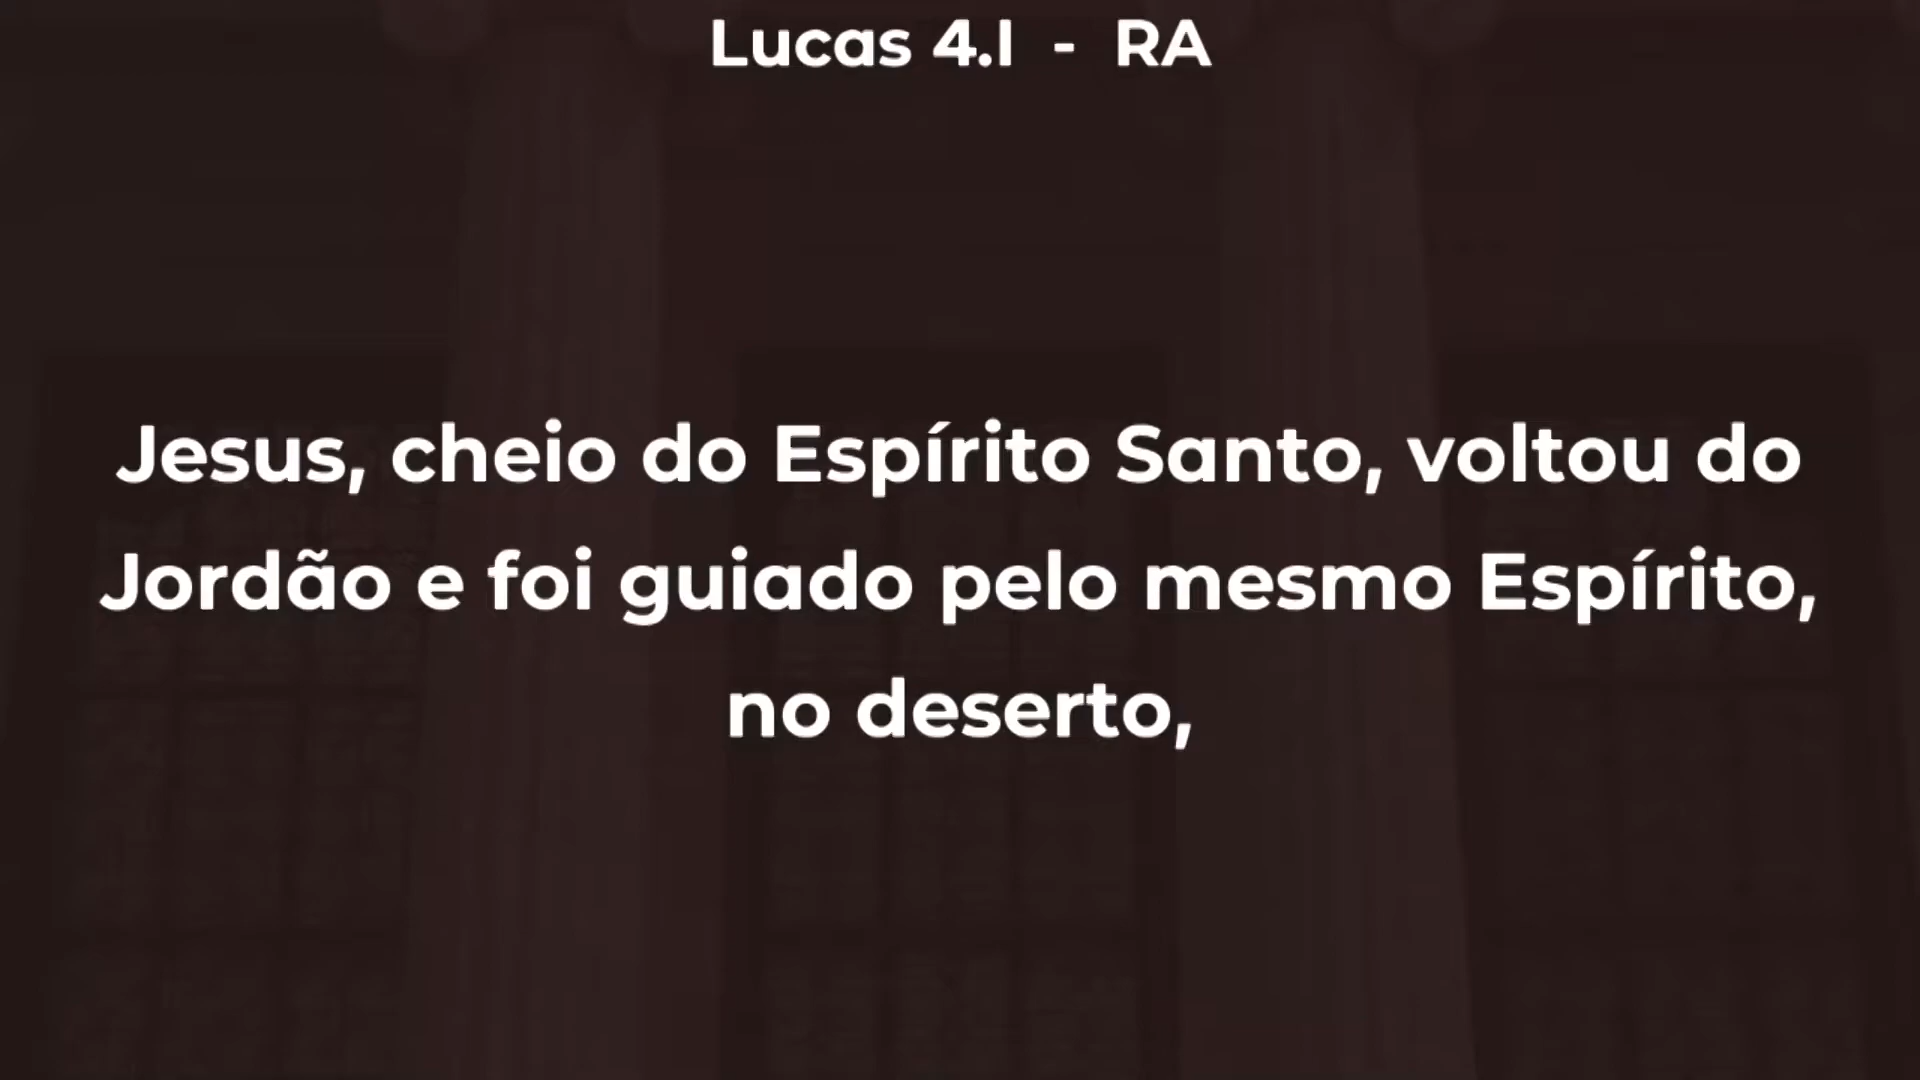 Lucas 4.1 - RA
Jesus, cheio do Espírito Santo, voltou do
Jordão e foi guiado pelo mesmo Espírito,
no deserto,